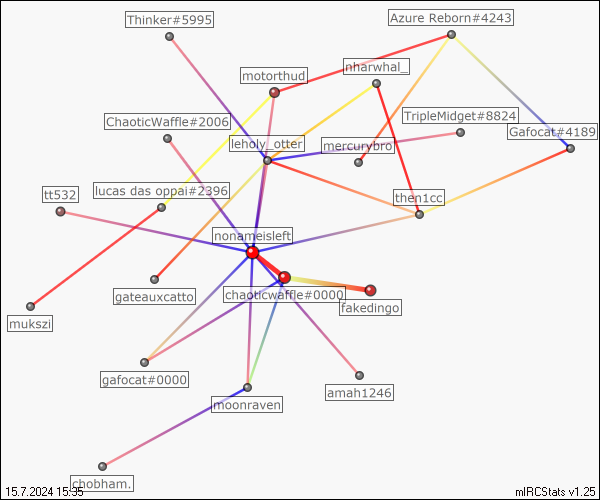 Thinker#5995
Azure Reborn#4243
nharwhal_
motorthud
ChaoticWaffle#2006
TripleMidget#8824
Gafocat#4189
leholy_otter
mercurybro
tt532
lucas das oppai#2396
then1cc
nonameisleft
gateauxcatto
chaoticwaffle#0000
fakedingo
mukszi
gafocat#0000
amah1246
moonraven
chobham.
15.7.2024 15:35
mIRCStats v1.25